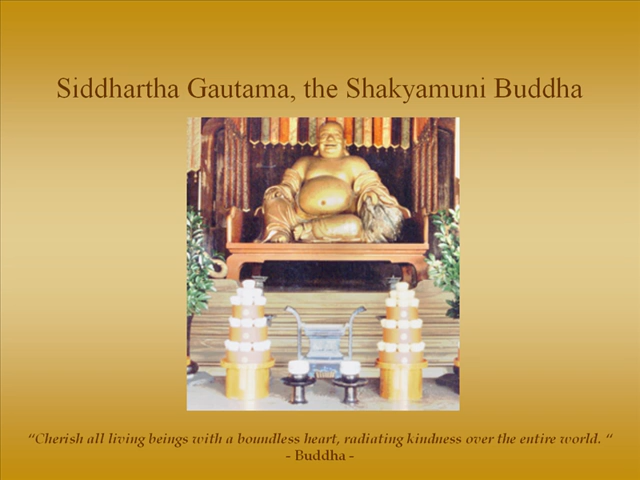 Siddhartha Gautama, the Shakyamuni Buddha
“Cherish all living beings with a boundless heart, radiating kindness over the entire world. “
- Buddha -